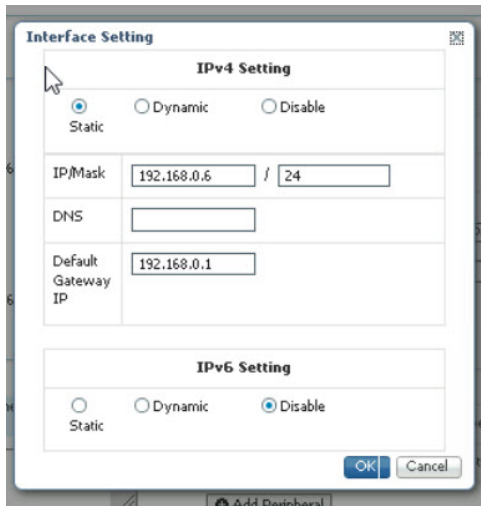 Interface Setting
IPv4 Setting
Static
Dynamic
Disable
IP/Mask
192.168.0.6 / 24
DNS
Default
Gateway
IP
192.168.0.1
IPv6 Setting
Static
Dynamic
Disable
OK
Cancel
Add Peripheral